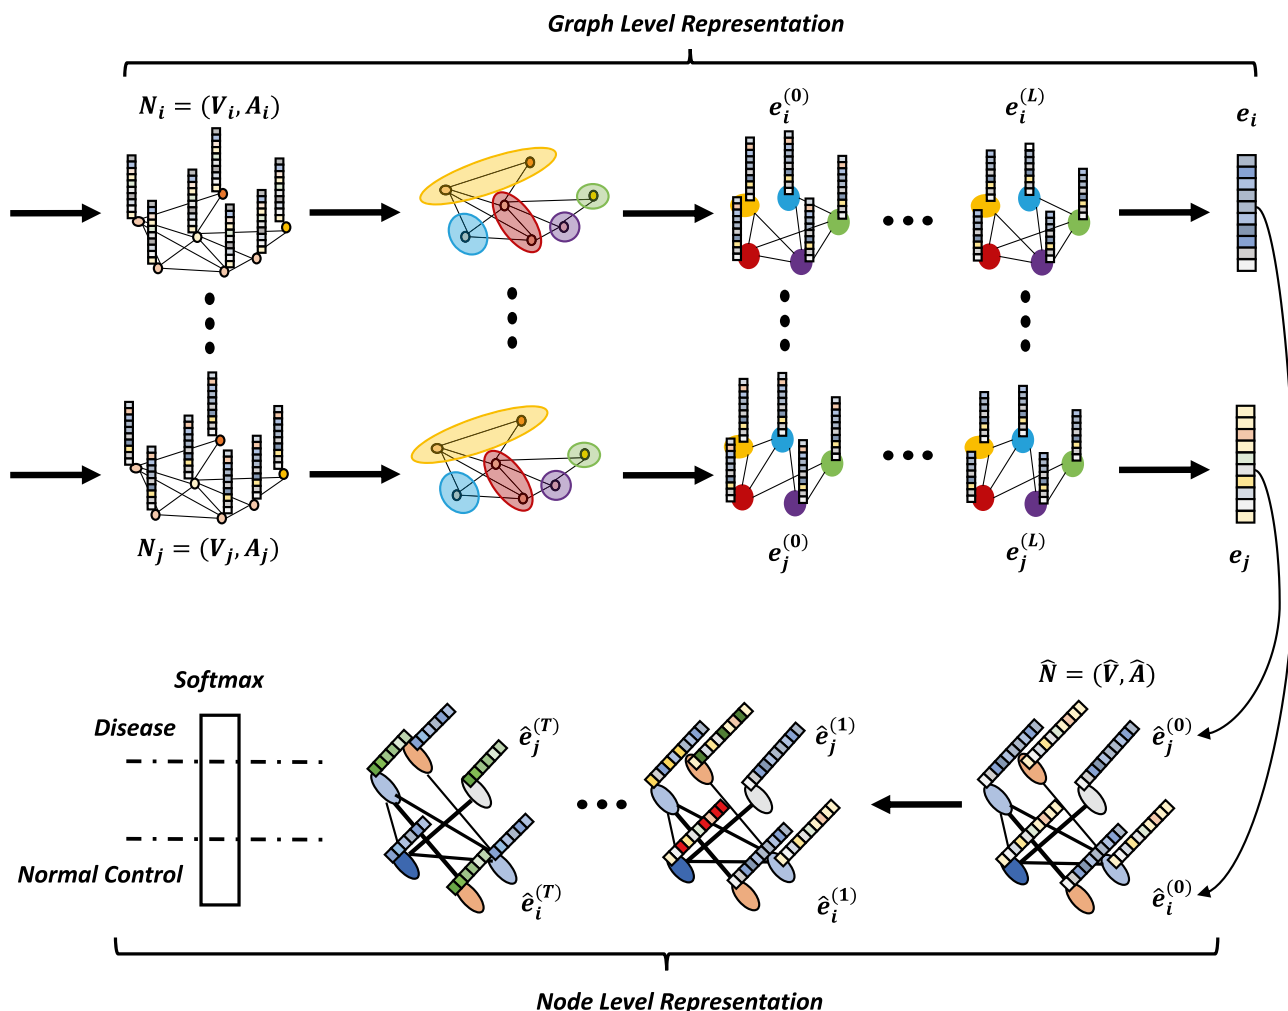 Graph Level Representation
N_i = (V_i, A_i)
e_i^(0)
e_i^(L)
e_i
N_j = (V_j, A_j)
e_j^(0)
e_j^(L)
e_j
N̂ = (V̂, Â)
Softmax
Disease
ê_j^(T)
ê_j^(1)
ê_j^(0)
Normal Control
ê_i^(T)
ê_i^(1)
ê_i^(0)
Node Level Representation